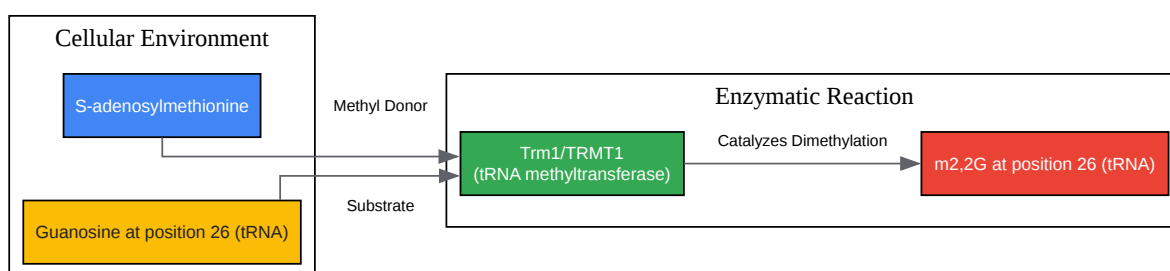 Cellular Environment
S-adenosylmethionine
Guanosine at position 26 (tRNA)
Methyl Donor
Substrate
Enzymatic Reaction
Trm1/TRMT1
(tRNA methyltransferase)
Catalyzes Dimethylation
m2,2G at position 26 (tRNA)